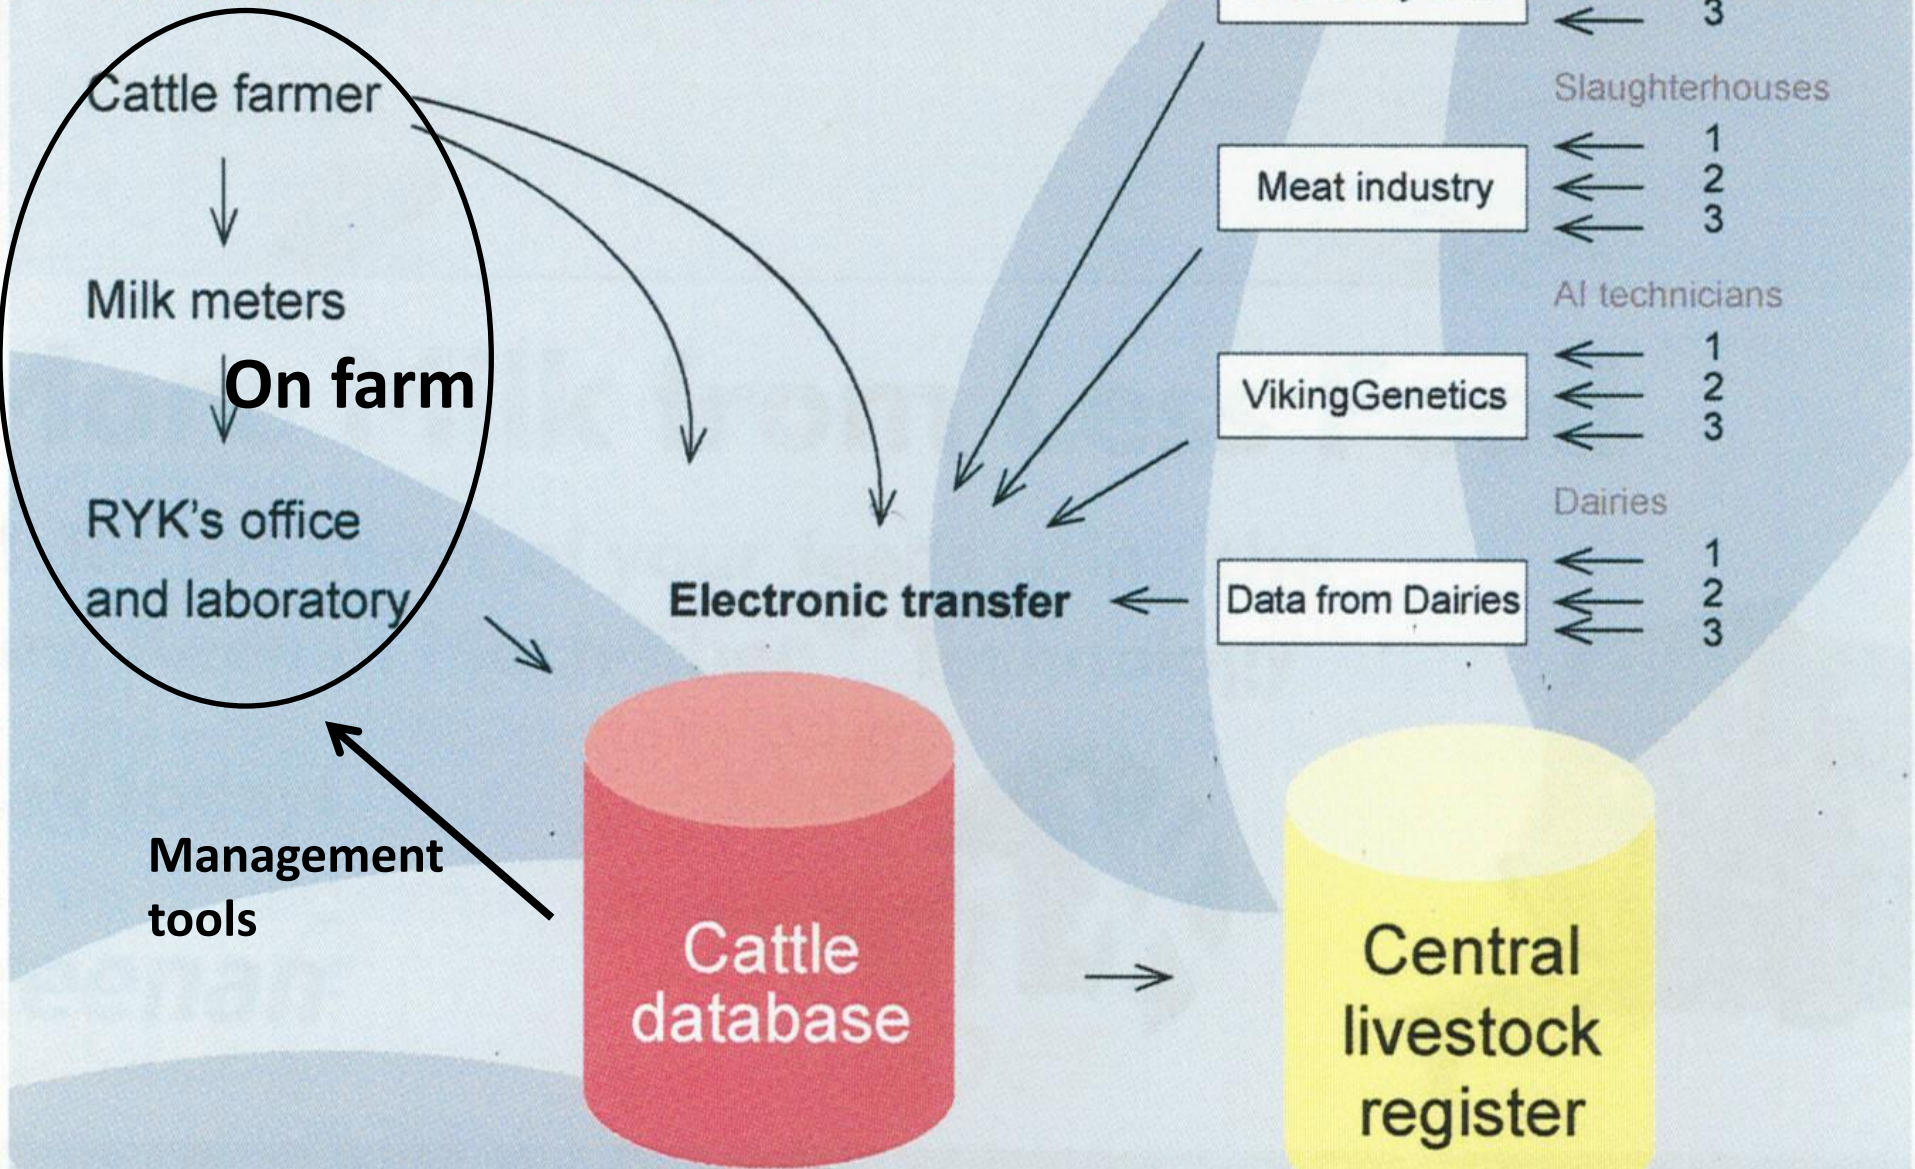 3
Cattle farmer
Slaughterhouses
1
Meat industry
2
3
Milk meters
AI technicians
1
On farm
VikingGenetics
2
3
RYK's office
Dairies
1
and laboratory
Electronic transfer
Data from Dairies
2
3
Management
tools
Cattle
database
Central
livestock
register